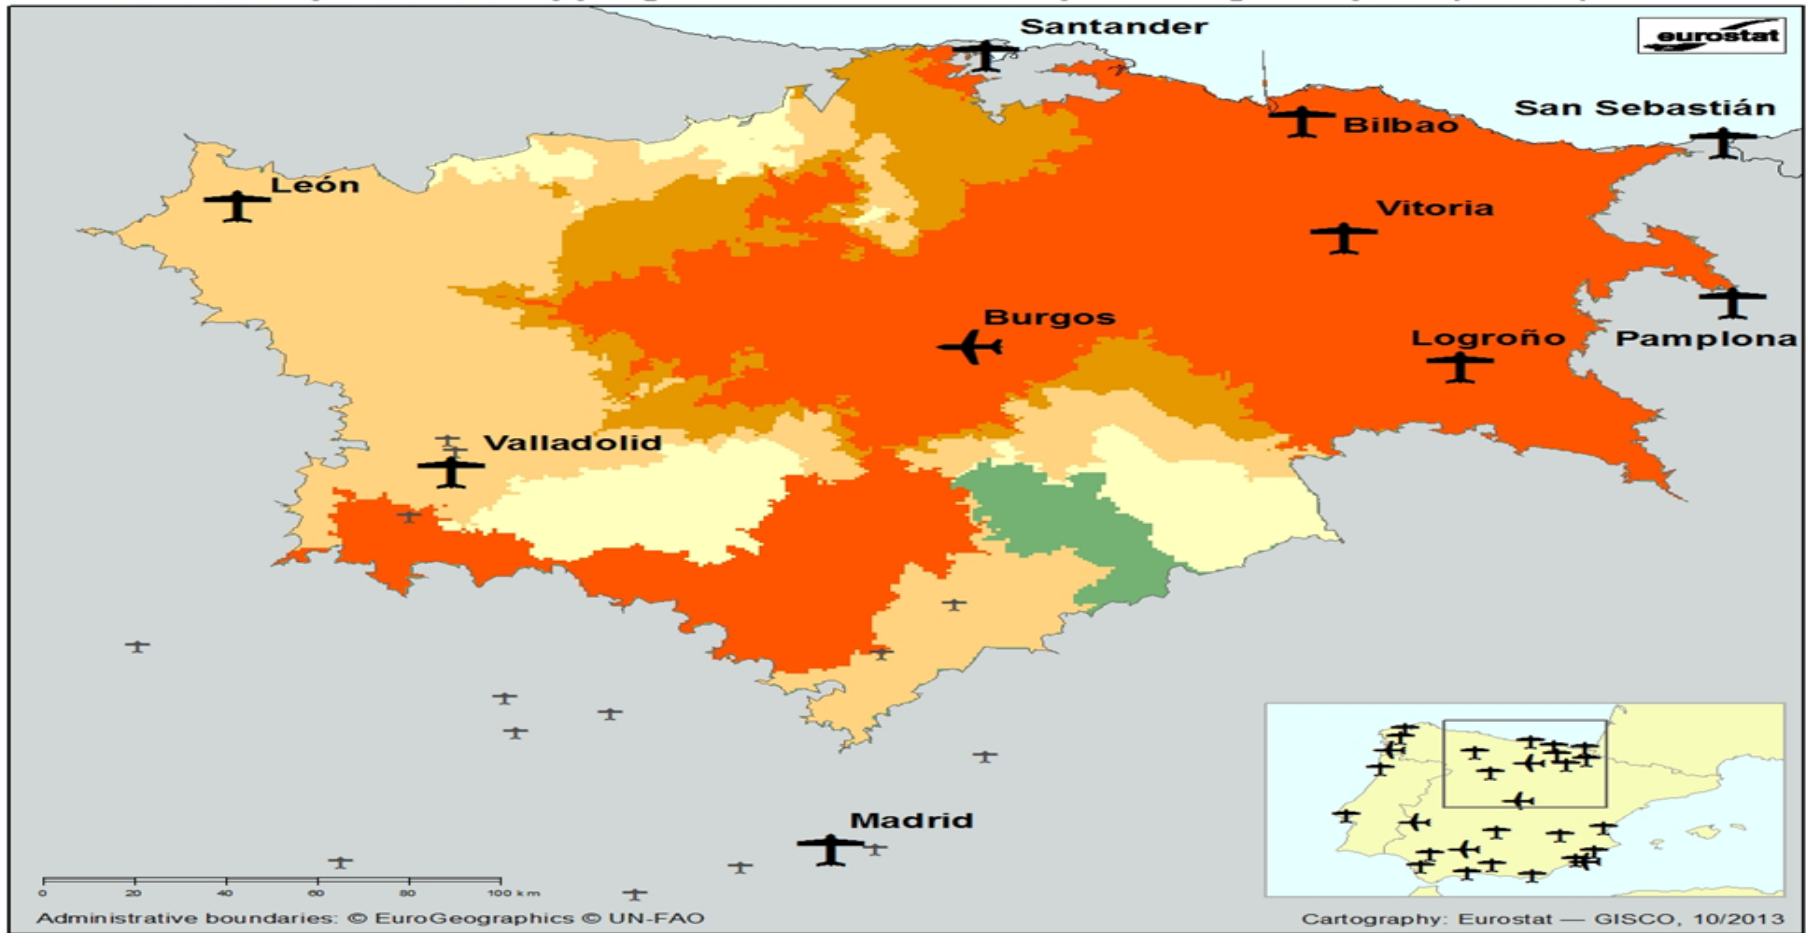 Santander
eurostat
San Sebastián
Bilbao
León
Vitoria
Burgos
Logroño
Pamplona
Valladolid
Madrid
0 20 40 60 80 100 km
Administrative boundaries: © EuroGeographics © UN-FAO
Cartography: Eurostat — GISCO, 10/2013